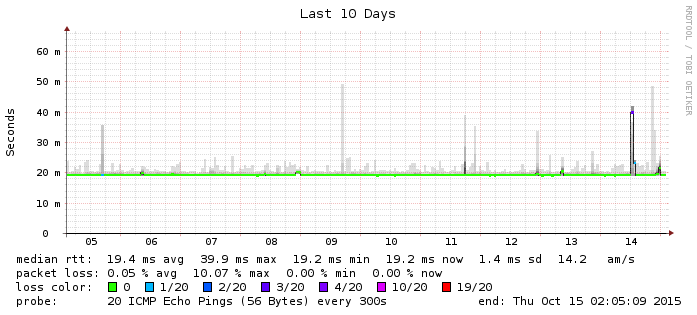 Last 10 Days
RRDTOOL / TOBI OETIKER
Seconds
60 m
50 m
40 m
30 m
20 m
10 m
0
05 06 07 08 09 10 11 12 13 14
median rtt: 19.4 ms avg 39.9 ms max 19.2 ms min 19.2 ms now 1.4 ms sd 14.2 am/s
packet loss: 0.05 % avg 10.07 % max 0.00 % min 0.00 % now
loss color: 0 1/20 2/20 3/20 4/20 10/20 19/20
probe: 20 ICMP Echo Pings (56 Bytes) every 300s end: Thu Oct 15 02:05:09 2015